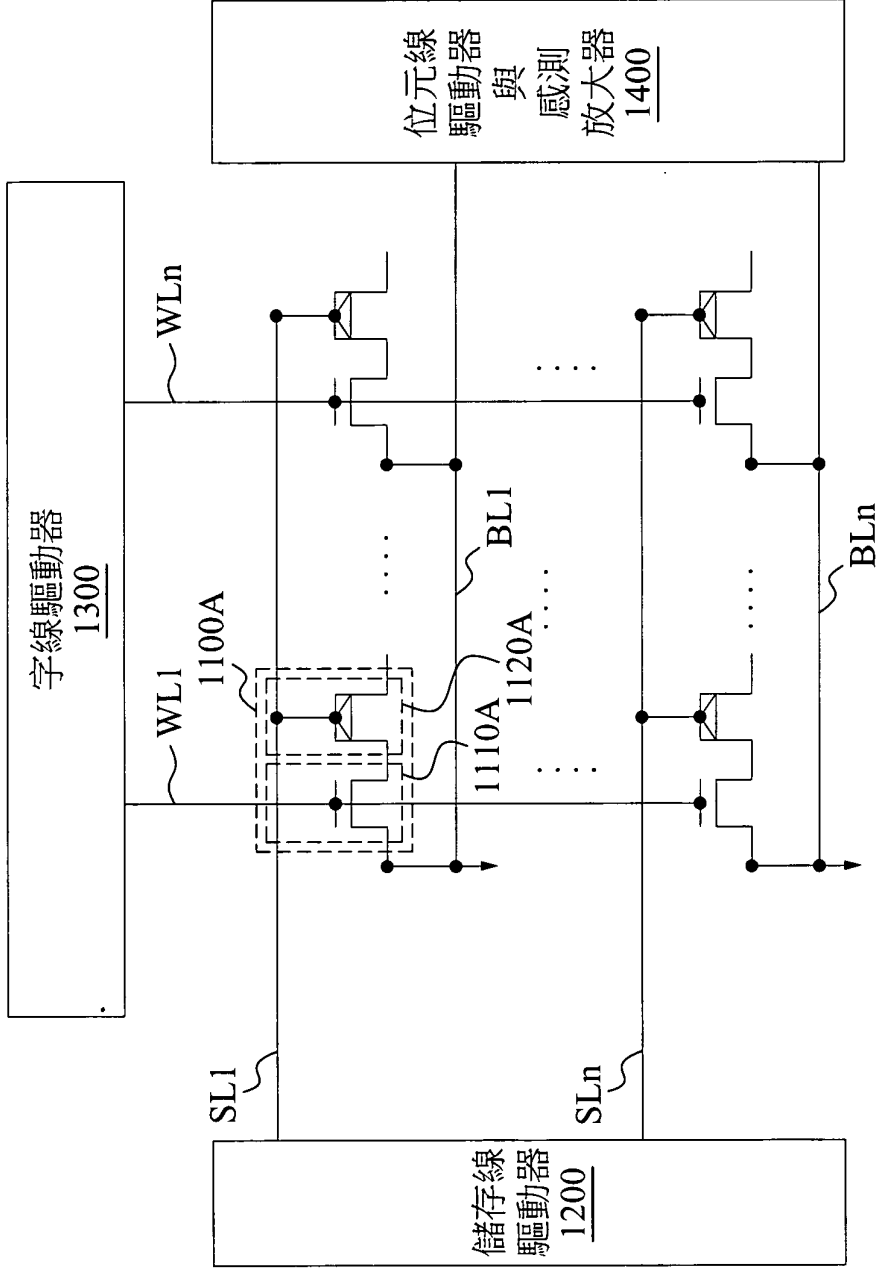 字線驅動器
1300
WL1
WLn
1100A
1110A
1120A
SL1
BL1
SLn
BLn
儲存線
驅動器
1200
位元線
驅動器
與
感測
放大器
1400